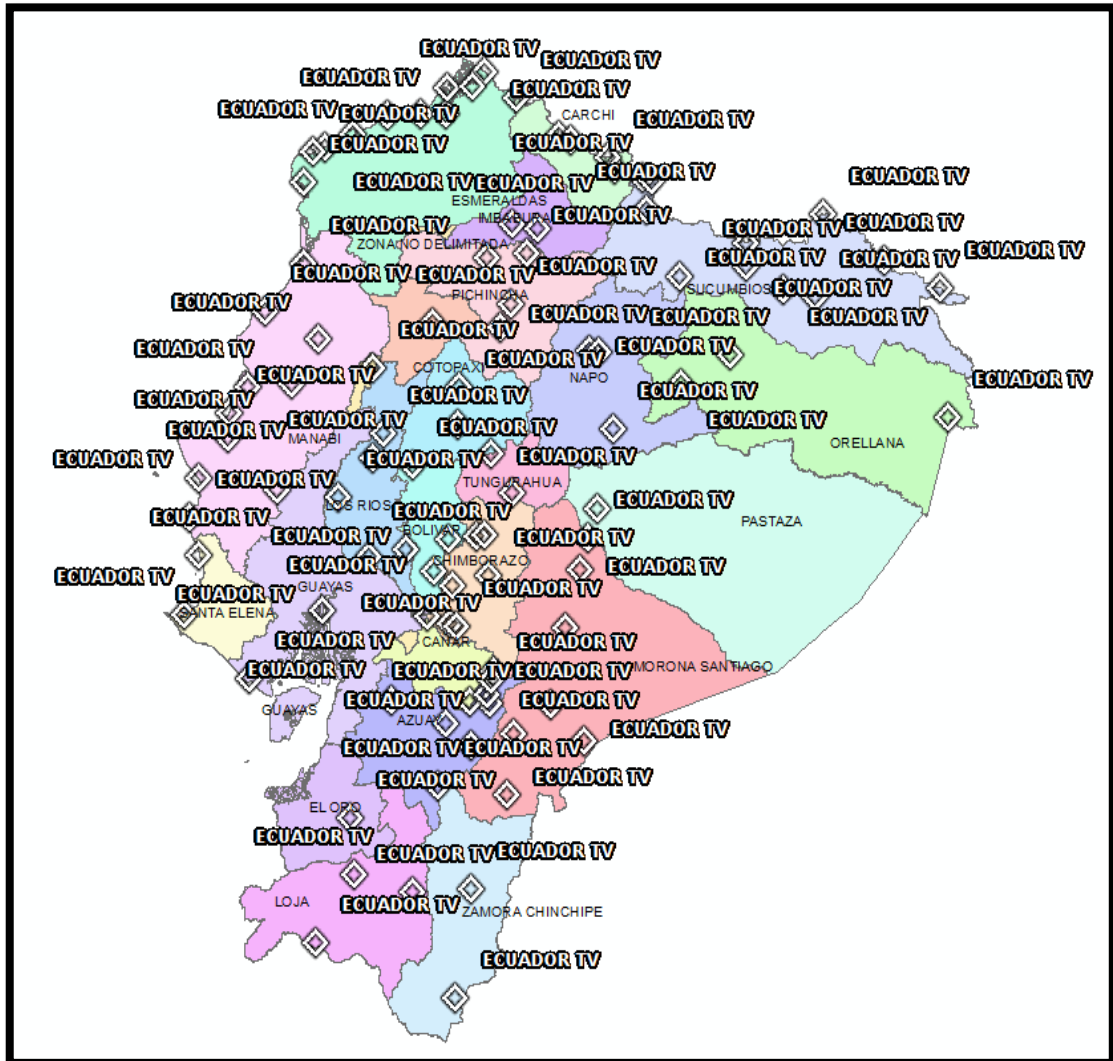 ECUADOR TV
ECUADOR TV
ECUADOR TV
ECUADOR TV
ECUADOR TV ECUADOR TV
CARCHI
ECUADOR TV
ECUADOR TV ECUADOR TV
ECUADOR TV
ECUADOR TV ECUADOR TV ECUADOR TV
ESMERALDAS
IMBABURA ECUADOR TV
ECUADOR TV ECUADOR TV ECUADOR TV
ZONA NO DELIMITADA
ECUADOR TV
ECUADOR TV ECUADOR TV ECUADOR TV ECUADOR TV ECUADOR TV
PICHINCHA SUCUMBIOS
ECUADOR TV
ECUADOR TV ECUADOR TV ECUADOR TV ECUADOR TV
ECUADOR TV
ECUADOR TV ECUADOR TV ECUADOR TV
COTOPAXI
ECUADOR TV NAPO ECUADOR TV
ECUADOR TV ECUADOR TV
ECUADOR TV
ECUADOR TV ECUADOR TV ECUADOR TV
MANABI ORELLANA
ECUADOR TV
ECUADOR TV ECUADOR TV ECUADOR TV
ECUADOR TV TUNGURAHUA
LOS RIOS ECUADOR TV
ECUADOR TV ECUADOR TV PASTAZA
BOLIVAR
ECUADOR TV ECUADOR TV
CHIMBORAZO
ECUADOR TV ECUADOR TV ECUADOR TV
GUAYAS ECUADOR TV
ECUADOR TV ECUADOR TV
SANTA ELENA
ECUADOR TV CAÑAR ECUADOR TV
ECUADOR TV ECUADOR TV ECUADOR TV MORONA SANTIAGO
ECUADOR TV ECUADOR TV
GUAYAS
AZUAY ECUADOR TV
ECUADOR TV ECUADOR TV
ECUADOR TV ECUADOR TV
EL ORO
ECUADOR TV
ECUADOR TV ECUADOR TV
LOJA ECUADOR TV ZAMORA CHINCHIPE
ECUADOR TV